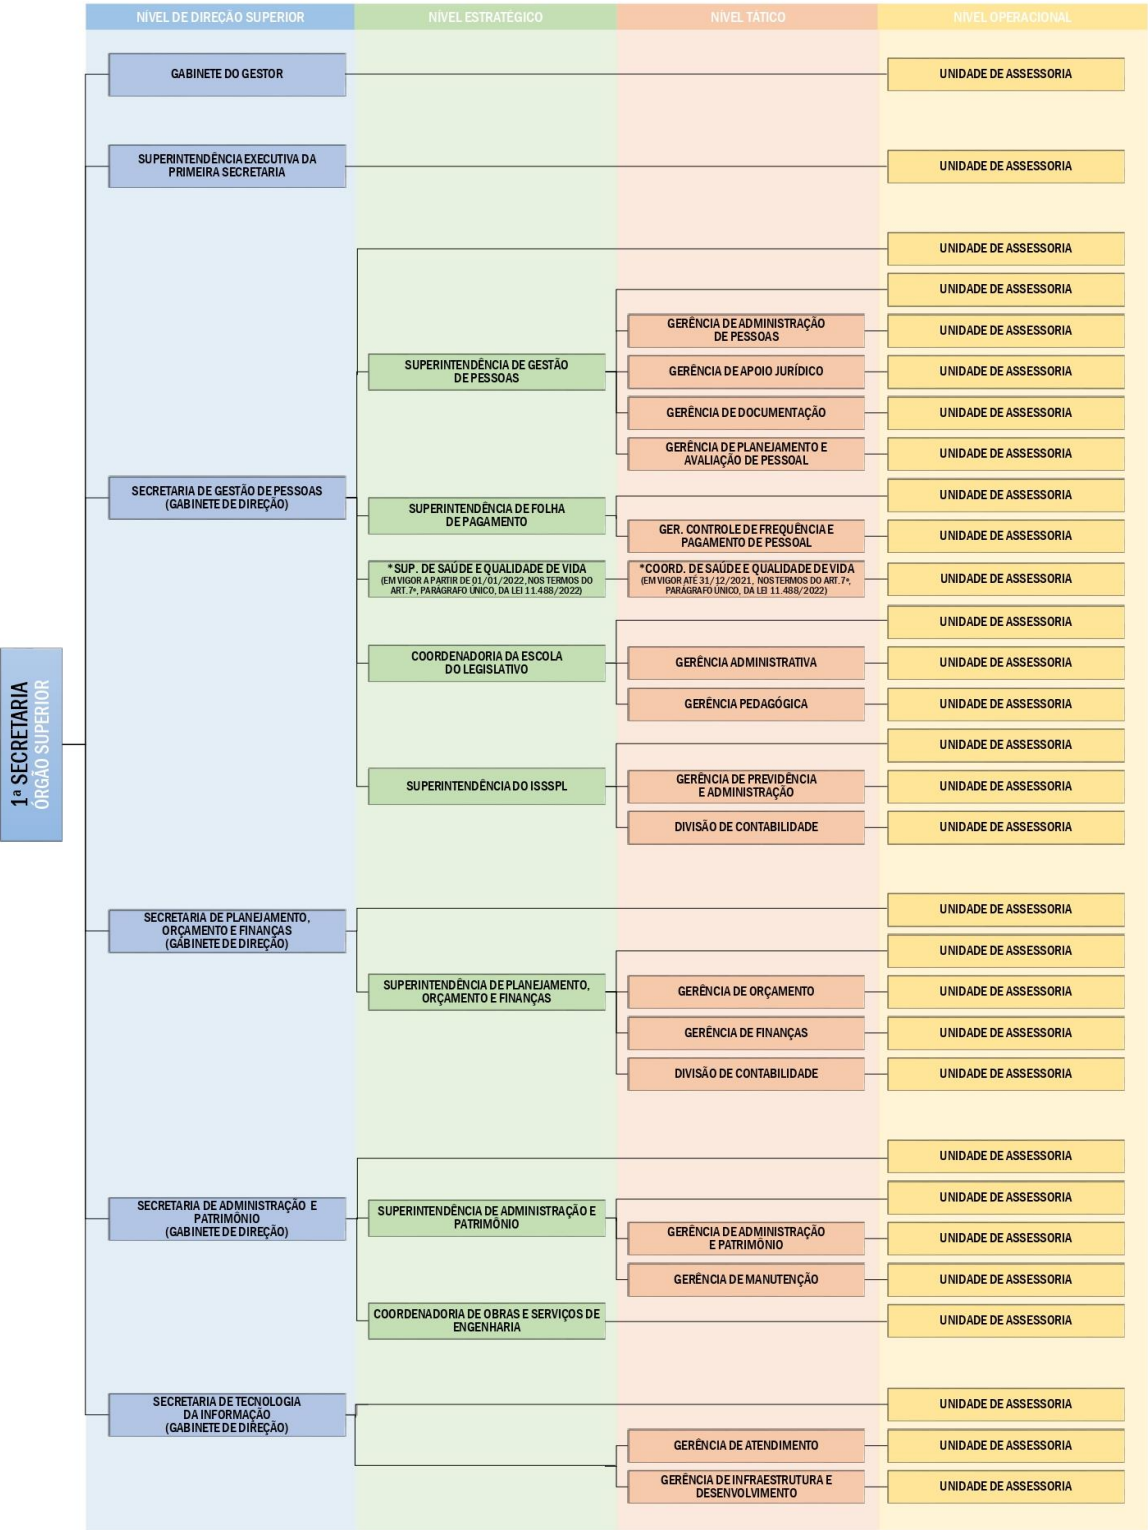 NÍVEL DE DIREÇÃO SUPERIOR
NÍVEL ESTRATÉGICO
NÍVEL TÁTICO
NÍVEL OPERACIONAL
1ª SECRETARIA
ÓRGÃO SUPERIOR
GABINETE DO GESTOR
UNIDADE DE ASSESSORIA
SUPERINTENDÊNCIA EXECUTIVA DA
PRIMEIRA SECRETARIA
UNIDADE DE ASSESSORIA
SECRETARIA DE GESTÃO DE PESSOAS
(GABINETE DE DIREÇÃO)
UNIDADE DE ASSESSORIA
SUPERINTENDÊNCIA DE GESTÃO
DE PESSOAS
UNIDADE DE ASSESSORIA
GERÊNCIA DE ADMINISTRAÇÃO
DE PESSOAS
UNIDADE DE ASSESSORIA
GERÊNCIA DE APOIO JURÍDICO
UNIDADE DE ASSESSORIA
GERÊNCIA DE DOCUMENTAÇÃO
UNIDADE DE ASSESSORIA
GERÊNCIA DE PLANEJAMENTO E
AVALIAÇÃO DE PESSOAL
UNIDADE DE ASSESSORIA
SUPERINTENDÊNCIA DE FOLHA
DE PAGAMENTO
UNIDADE DE ASSESSORIA
GER. CONTROLE DE FREQUÊNCIA E
PAGAMENTO DE PESSOAL
UNIDADE DE ASSESSORIA
*SUP. DE SAÚDE E QUALIDADE DE VIDA
(EM VIGOR A PARTIR DE 01/01/2022, NOS TERMOS DO
ART.7º, PARÁGRAFO ÚNICO, DA LEI 11.488/2022)
*COORD. DE SAÚDE E QUALIDADE DE VIDA
(EM VIGOR ATÉ 31/12/2021, NOS TERMOS DO ART.7º,
PARÁGRAFO ÚNICO, DA LEI 11.488/2022)
UNIDADE DE ASSESSORIA
COORDENADORIA DA ESCOLA
DO LEGISLATIVO
UNIDADE DE ASSESSORIA
GERÊNCIA ADMINISTRATIVA
UNIDADE DE ASSESSORIA
GERÊNCIA PEDAGÓGICA
UNIDADE DE ASSESSORIA
SUPERINTENDÊNCIA DO ISSSPL
UNIDADE DE ASSESSORIA
GERÊNCIA DE PREVIDÊNCIA
E ADMINISTRAÇÃO
UNIDADE DE ASSESSORIA
DIVISÃO DE CONTABILIDADE
UNIDADE DE ASSESSORIA
SECRETARIA DE PLANEJAMENTO,
ORÇAMENTO E FINANÇAS
(GABINETE DE DIREÇÃO)
UNIDADE DE ASSESSORIA
SUPERINTENDÊNCIA DE PLANEJAMENTO,
ORÇAMENTO E FINANÇAS
UNIDADE DE ASSESSORIA
GERÊNCIA DE ORÇAMENTO
UNIDADE DE ASSESSORIA
GERÊNCIA DE FINANÇAS
UNIDADE DE ASSESSORIA
DIVISÃO DE CONTABILIDADE
UNIDADE DE ASSESSORIA
SECRETARIA DE ADMINISTRAÇÃO E
PATRIMÔNIO
(GABINETE DE DIREÇÃO)
UNIDADE DE ASSESSORIA
SUPERINTENDÊNCIA DE ADMINISTRAÇÃO E
PATRIMÔNIO
UNIDADE DE ASSESSORIA
GERÊNCIA DE ADMINISTRAÇÃO
E PATRIMÔNIO
UNIDADE DE ASSESSORIA
GERÊNCIA DE MANUTENÇÃO
UNIDADE DE ASSESSORIA
COORDENADORIA DE OBRAS E SERVIÇOS DE
ENGENHARIA
UNIDADE DE ASSESSORIA
SECRETARIA DE TECNOLOGIA
DA INFORMAÇÃO
(GABINETE DE DIREÇÃO)
UNIDADE DE ASSESSORIA
GERÊNCIA DE ATENDIMENTO
UNIDADE DE ASSESSORIA
GERÊNCIA DE INFRAESTRUTURA E
DESENVOLVIMENTO
UNIDADE DE ASSESSORIA